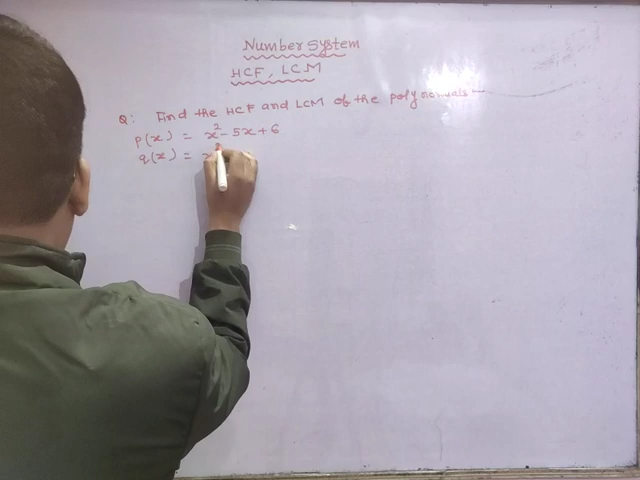 Number System
HCF, LCM
Q: Find the HCF and LCM of the polynomials -
p(x) = x² - 5x + 6
q(x) = x